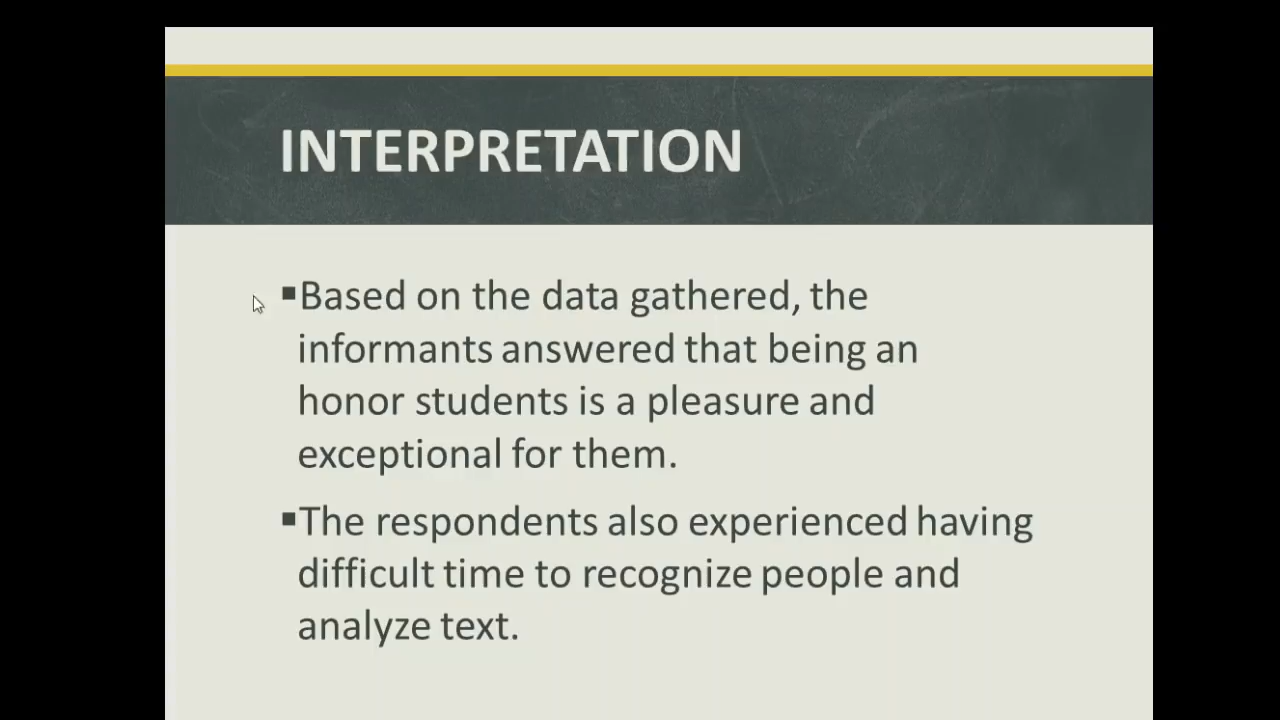 INTERPRETATION
▪Based on the data gathered, the
informants answered that being an
honor students is a pleasure and
exceptional for them.
▪The respondents also experienced having
difficult time to recognize people and
analyze text.